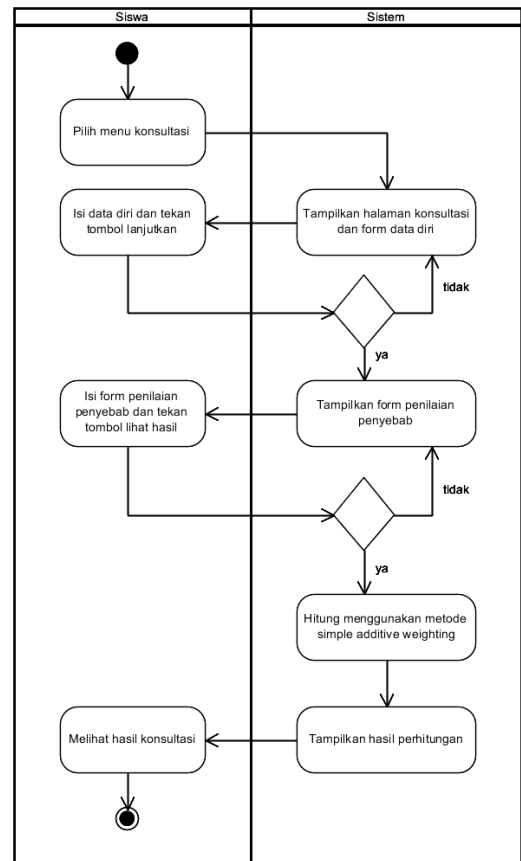 Siswa
Sistem
Pilih menu konsultasi
Isi data diri dan tekan
tombol lanjutkan
Tampilkan halaman konsultasi
dan form data diri
tidak
ya
Isi form penilaian
penyebab dan tekan
tombol lihat hasil
Tampilkan form penilaian
penyebab
tidak
ya
Hitung menggunakan metode
simple additive weighting
Melihat hasil konsultasi
Tampilkan hasil perhitungan